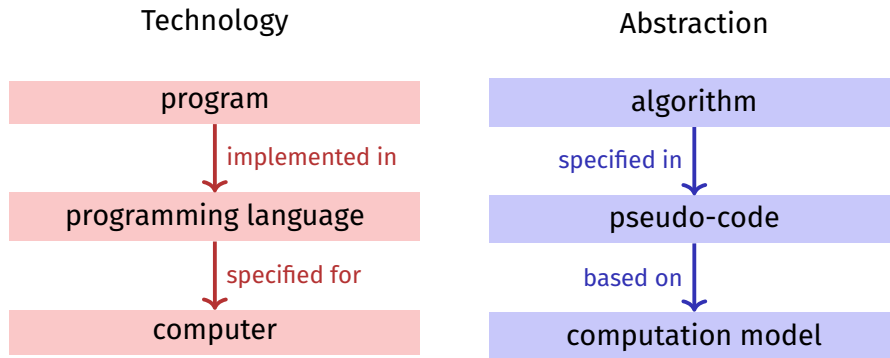 Technology
program
implemented in
programming language
specified for
computer
Abstraction
algorithm
specified in
pseudo-code
based on
computation model